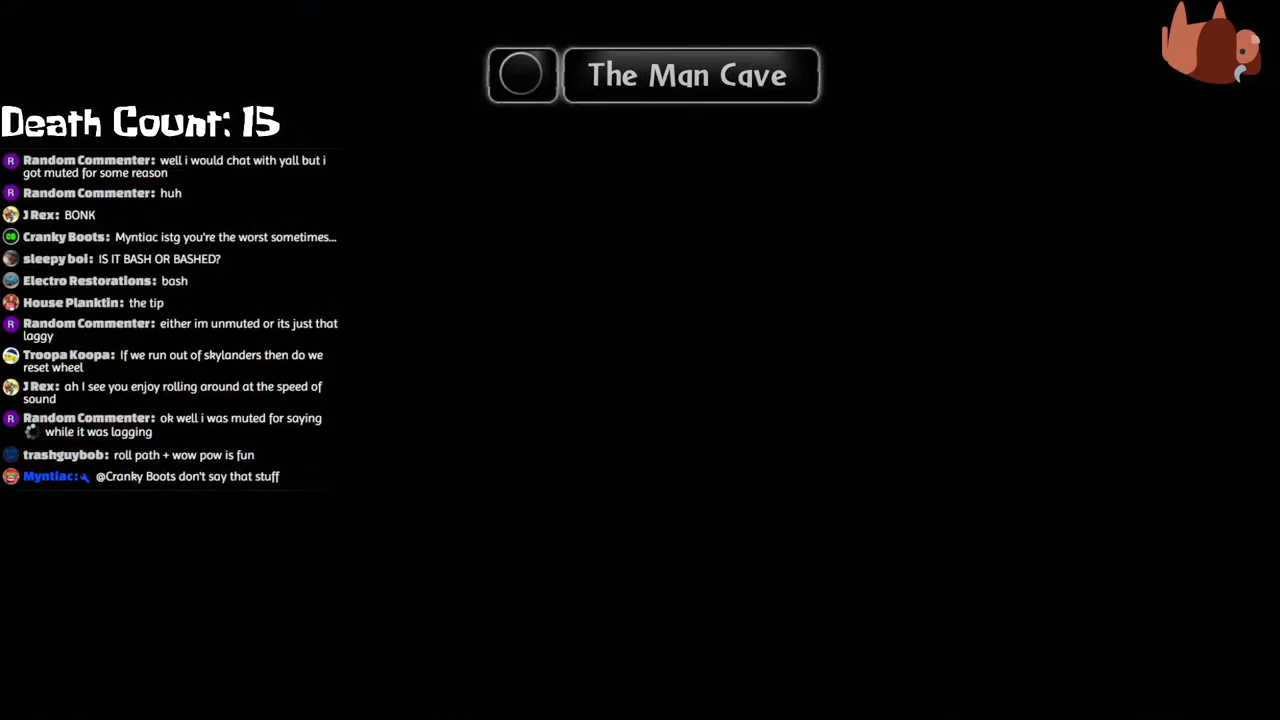 The Man Cave
Death Count: 15
R Random Commenter: well i would chat with yall but i
got muted for some reason
R Random Commenter: huh
J Rex: BONK
Cranky Boots: Myntiac istg you're the worst sometimes...
sleepy boi: IS IT BASH OR BASHED?
Electro Restorations: bash
House Planktin: the tip
R Random Commenter: either im unmuted or its just that
laggy
Troopa Koopa: If we run out of skylanders then do we
reset wheel
J Rex: ah I see you enjoy rolling around at the speed of
sound
R Random Commenter: ok well i was muted for saying
while it was lagging
trashguybob: roll path + wow pow is fun
Myntiac: @Cranky Boots don't say that stuff